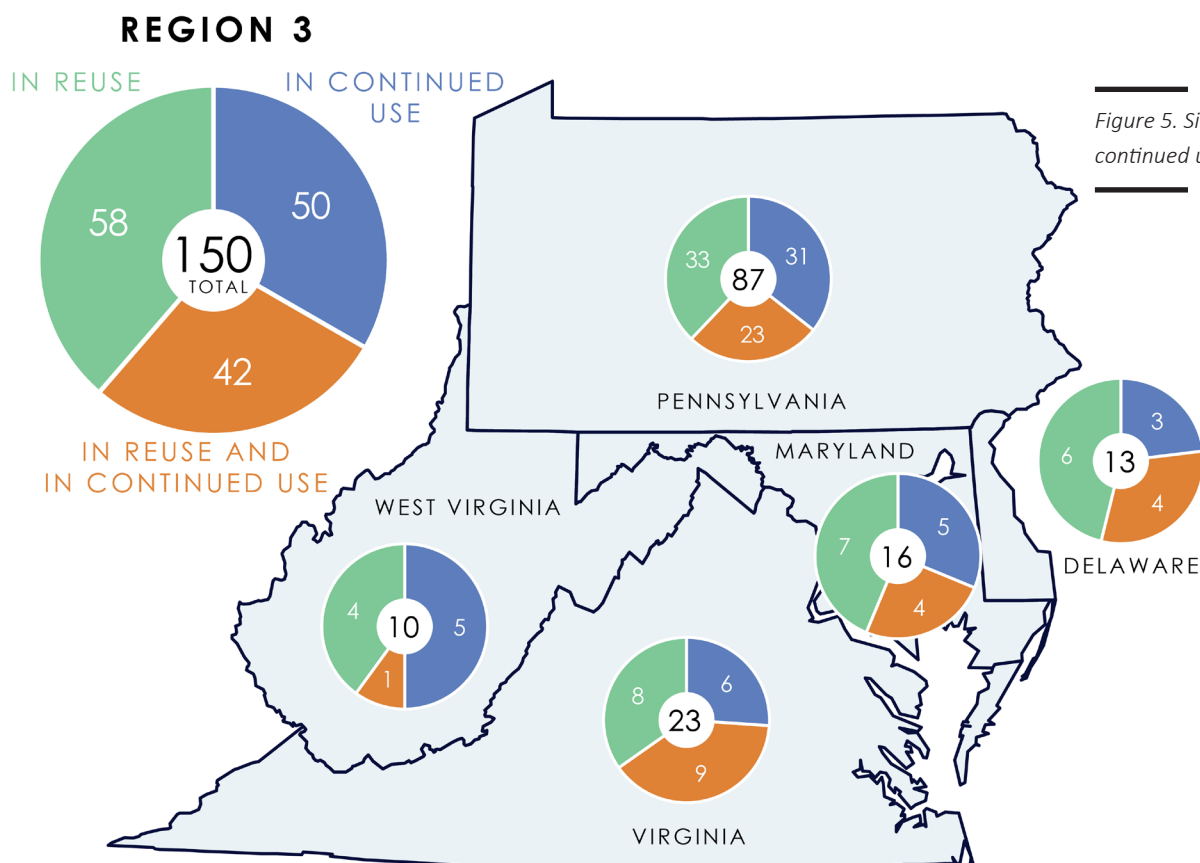 REGION 3
IN REUSE
IN CONTINUED
USE
58
50
150
TOTAL
42
IN REUSE AND
IN CONTINUED USE
Figure 5. Si
continued u
33
31
87
23
PENNSYLVANIA
MARYLAND
3
6
13
4
DELAWARE
WEST VIRGINIA
7
5
16
4
4
10
5
1
8
6
23
9
VIRGINIA